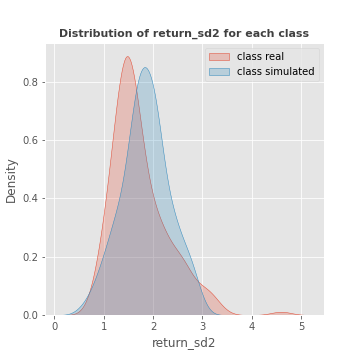 Distribution of return_sd2 for each class
class real
class simulated
Density
0.8
0.6
0.4
0.2
0.0
0 1 2 3 4 5
return_sd2